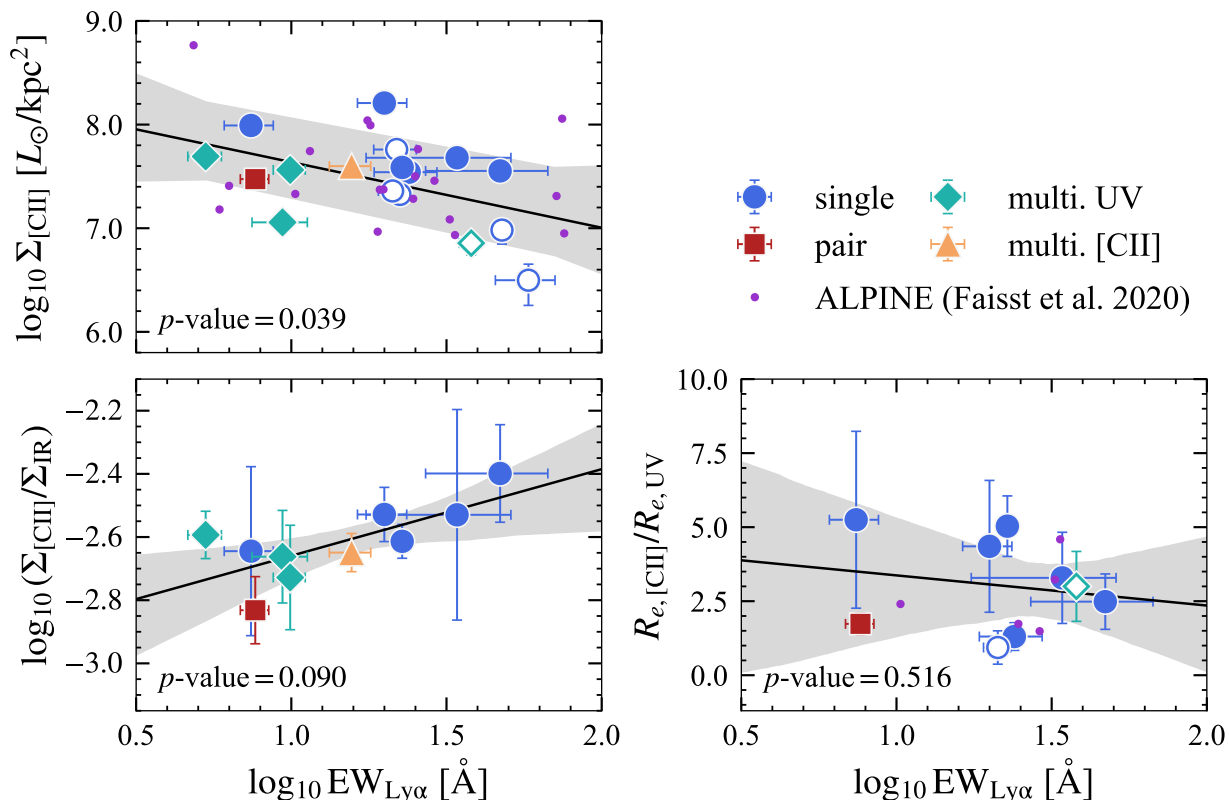 9.0
8.0
7.0
6.0
log₁₀ Σ[CII] [L⊙/kpc²]
p-value = 0.039
single
multi. UV
pair
multi. [CII]
ALPINE (Faisst et al. 2020)
−2.2
−2.4
−2.6
−2.8
−3.0
log₁₀ (Σ[CII]/ΣIR)
p-value = 0.090
0.5 1.0 1.5 2.0
log₁₀ EWLyα [Å]
10.0
7.5
5.0
2.5
0.0
Re,[CII]/Re,UV
p-value = 0.516
0.5 1.0 1.5 2.0
log₁₀ EWLyα [Å]